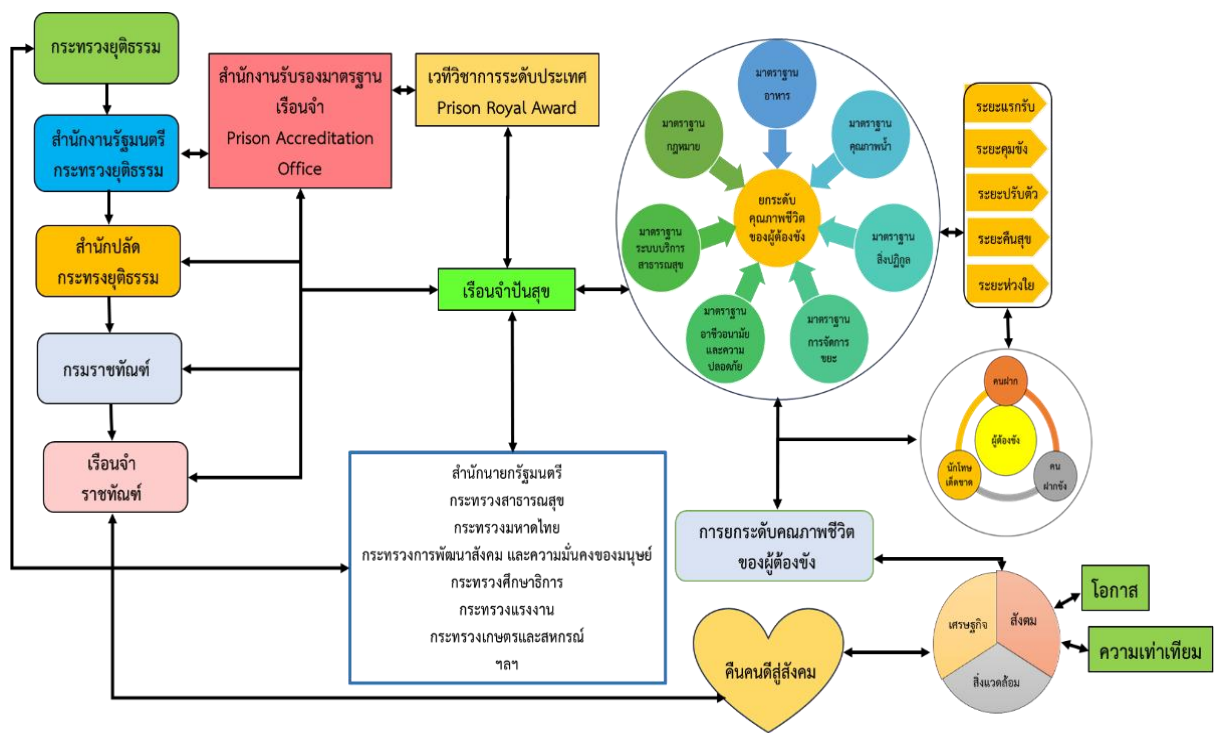 กระทรวงยุติธรรม
สำนักงานรัฐมนตรี
กระทรวงยุติธรรม
สำนักปลัด
กระทรงยุติธรรม
กรมราชทัณฑ์
เรือนจำ
ราชทัณฑ์
สำนักงานรับรองมาตรฐาน
เรือนจำ
Prison Accreditation
Office
เวทีวิชาการระดับประเทศ
Prison Royal Award
เรือนจำปันสุข
สำนักนายกรัฐมนตรี
กระทรวงสาธารณสุข
กระทรวงมหาดไทย
กระทรวงการพัฒนาสังคม และความมั่นคงของมนุษย์
กระทรวงศึกษาธิการ
กระทรวงแรงงาน
กระทรวงเกษตรและสหกรณ์
ฯลฯ
มาตราฐาน
อาหาร
มาตราฐาน
คุณภาพน้ำ
มาตราฐาน
สิ่งปฏิกูล
มาตราฐาน
การจัดการ
ขยะ
มาตราฐาน
อาชีวอนามัย
และความ
ปลอดภัย
มาตราฐาน
ระบบบริการ
สาธารณสุข
มาตราฐาน
กฎหมาย
ยกระดับ
คุณภาพชีวิต
ของผู้ต้องขัง
ระยะแรกรับ
ระยะคุมขัง
ระยะปรับตัว
ระยะคืนสุข
ระยะห่วงใย
คนฝาก
ผู้ต้องขัง
นักโทษ
เด็ดขาด
คน
ฝากขัง
การยกระดับคุณภาพชีวิต
ของผู้ต้องขัง
เศรษฐกิจ
สังคม
สิ่งแวดล้อม
โอกาส
ความเท่าเทียม
คืนคนดีสู่สังคม